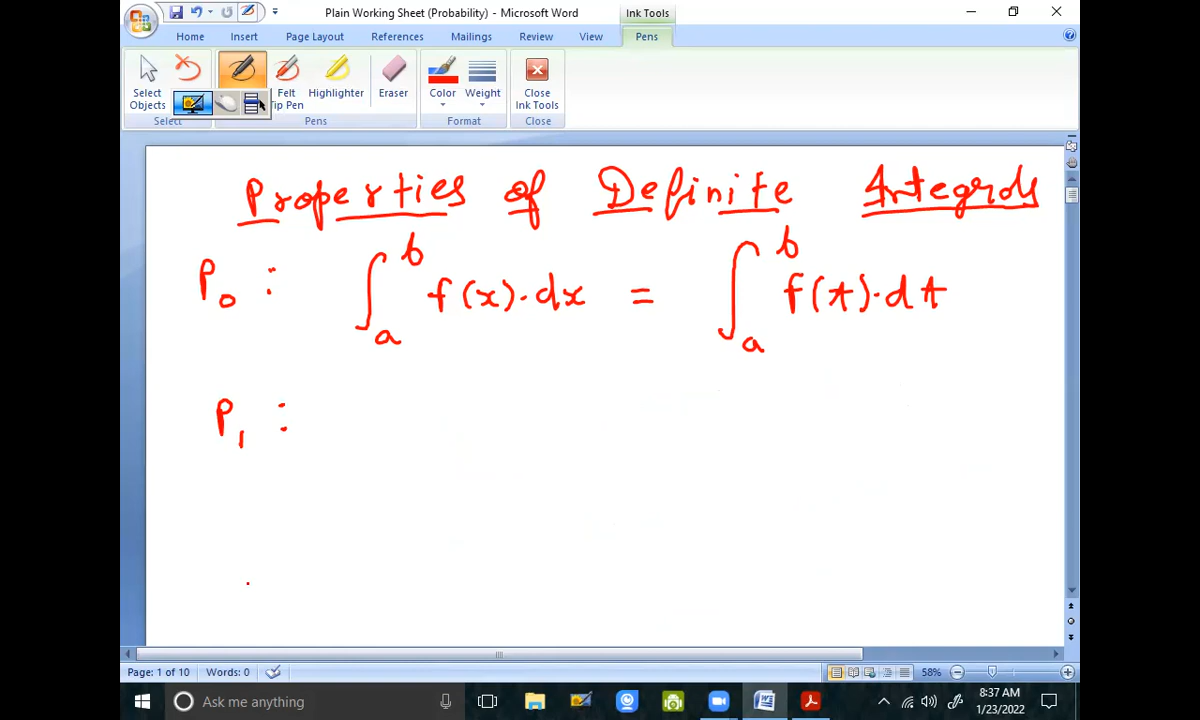 Plain Working Sheet (Probability) - Microsoft Word
Ink Tools
Home Insert Page Layout References Mailings Review View Pens
Select Objects
Felt Tip Pen
Highlighter
Eraser
Color
Weight
Close Ink Tools
Select Pens Format Close
Properties of Definite Integrals
P₀ : ∫ₐᵇ f(x)·dx = ∫ₐᵇ f(t)·dt
P₁ :
Page: 1 of 10 Words: 0 58%
Ask me anything
8:37 AM
1/23/2022